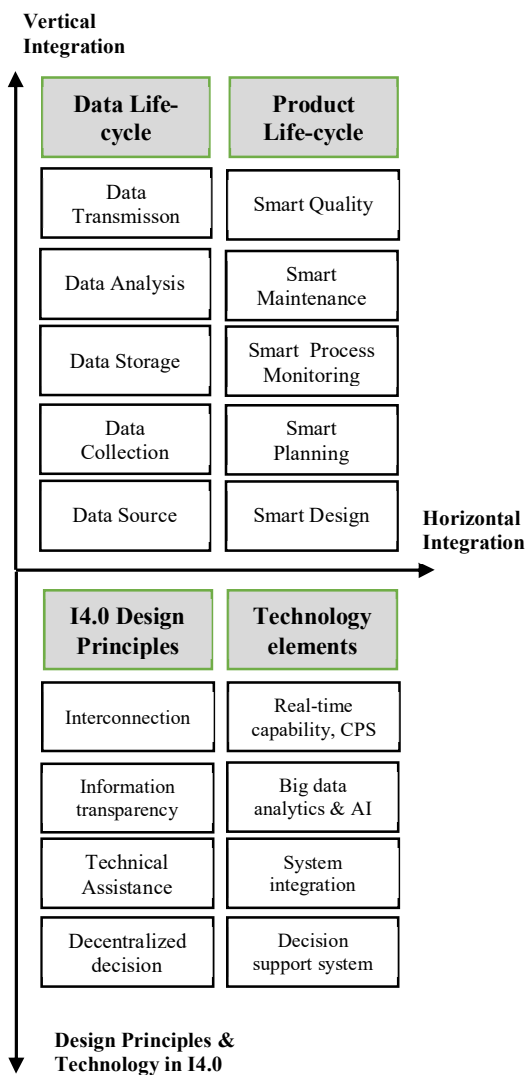 Vertical
Integration
Data Life-
cycle
Product
Life-cycle
Data
Transmisson
Smart Quality
Data Analysis
Smart
Maintenance
Data Storage
Smart Process
Monitoring
Data
Collection
Smart
Planning
Data Source
Smart Design
Horizontal
Integration
I4.0 Design
Principles
Technology
elements
Interconnection
Real-time
capability, CPS
Information
transparency
Big data
analytics & AI
Technical
Assistance
System
integration
Decentralized
decision
Decision
support system
Design Principles &
Technology in I4.0